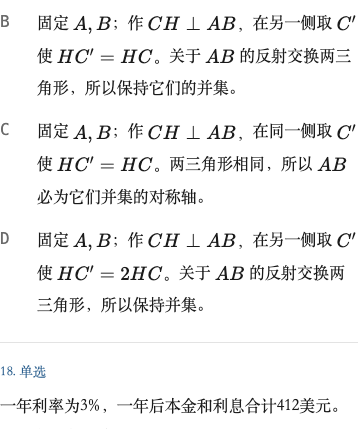 B 固定 A, B；作 CH ⊥ AB，在另一侧取 C′
使 HC′ = HC。关于 AB 的反射交换两三
角形，所以保持它们的并集。
C 固定 A, B；作 CH ⊥ AB，在同一侧取 C′
使 HC′ = HC。两三角形相同，所以 AB
必为它们并集的对称轴。
D 固定 A, B；作 CH ⊥ AB，在另一侧取 C′
使 HC′ = 2HC。关于 AB 的反射交换两
三角形，所以保持并集。
18. 单选
一年利率为3%，一年后本金和利息合计412美元。